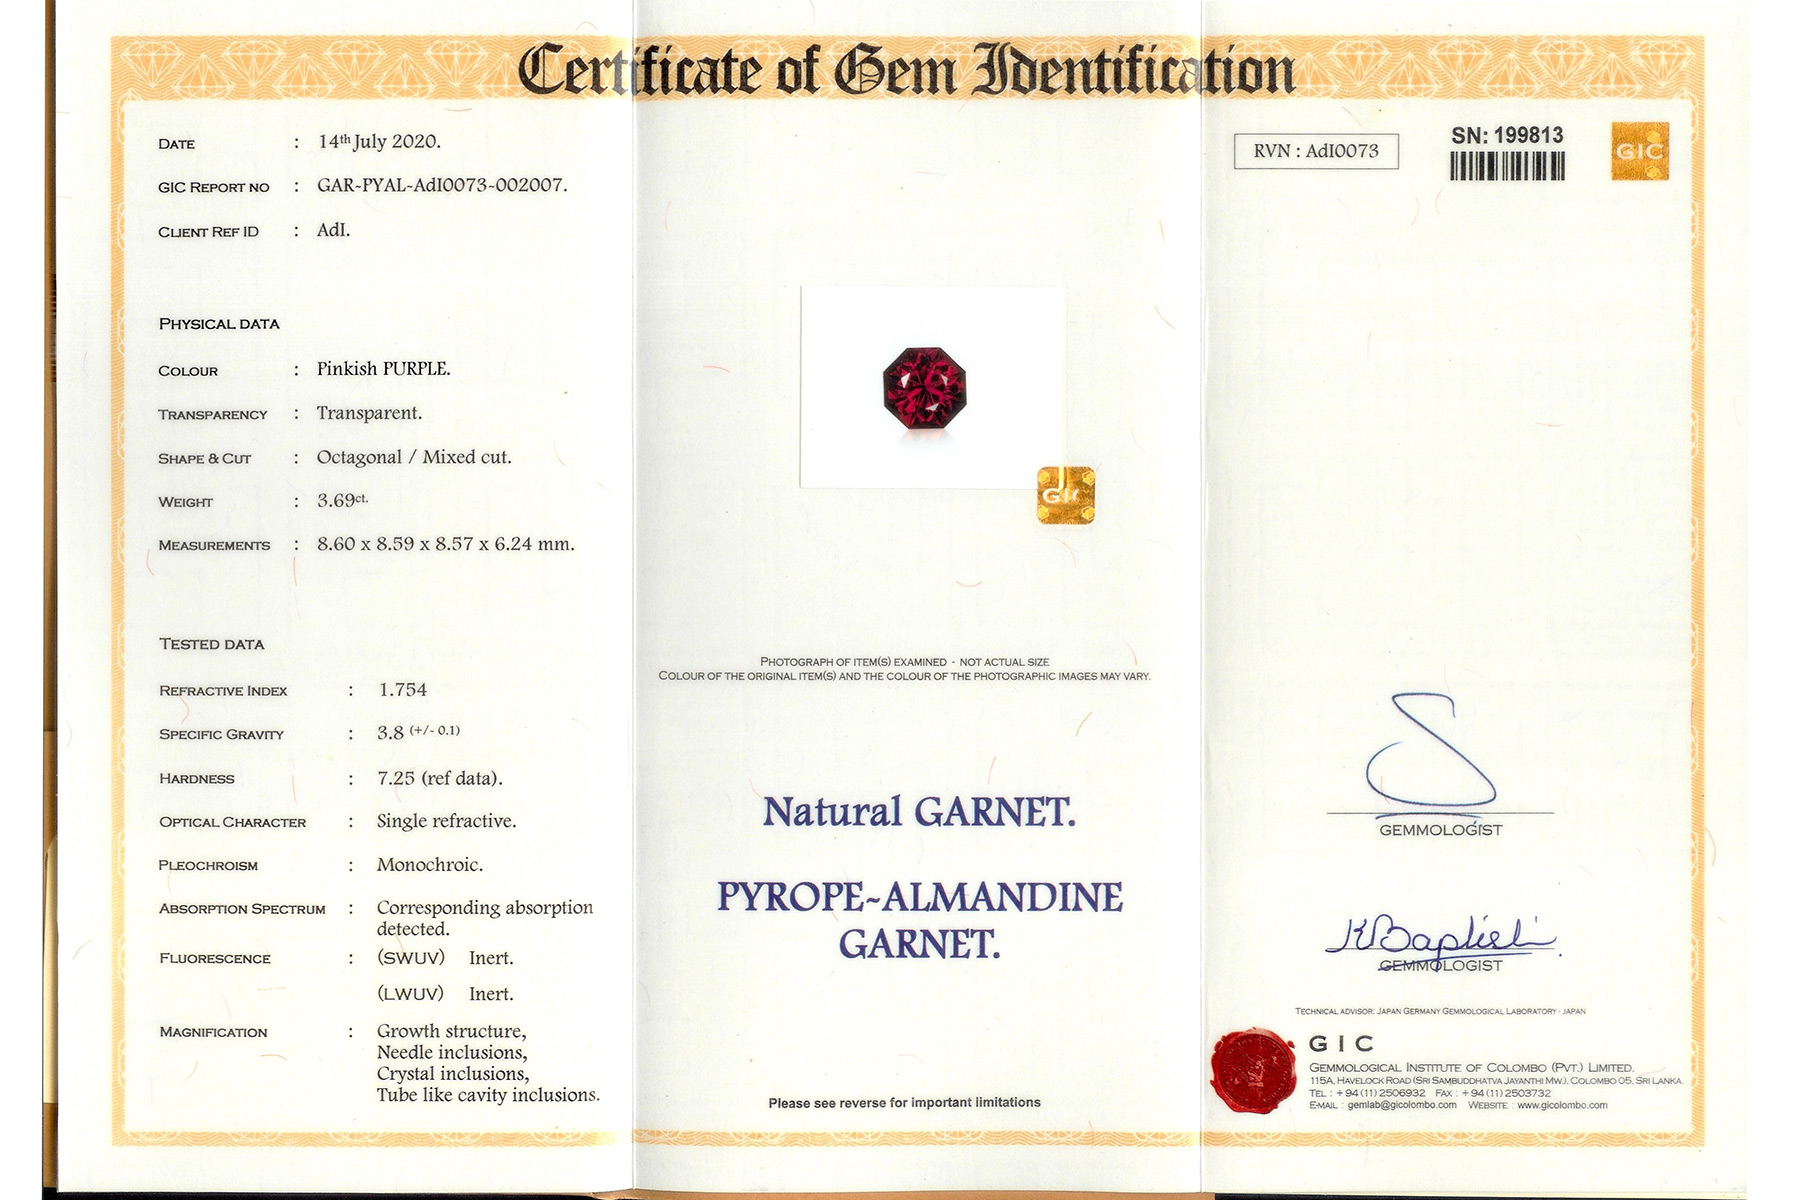 Certificate of Gem Identification
DATE : 14th July 2020.
GIC REPORT NO : GAR-PYAL-AdI0073-002007.
CLIENT REF ID : AdI.
PHYSICAL DATA
COLOUR : Pinkish PURPLE.
TRANSPARENCY : Transparent.
SHAPE & CUT : Octagonal / Mixed cut.
WEIGHT : 3.69ct.
MEASUREMENTS : 8.60 x 8.59 x 8.57 x 6.24 mm.
TESTED DATA
REFRACTIVE INDEX : 1.754
SPECIFIC GRAVITY : 3.8 (+/- 0.1)
HARDNESS : 7.25 (ref data).
OPTICAL CHARACTER : Single refractive.
PLEOCHROISM : Monochroic.
ABSORPTION SPECTRUM : Corresponding absorption
detected.
FLUORESCENCE : (SWUV) Inert.
(LWUV) Inert.
MAGNIFICATION : Growth structure,
Needle inclusions,
Crystal inclusions,
Tube like cavity inclusions.
GIC
PHOTOGRAPH OF ITEM(S) EXAMINED - NOT ACTUAL SIZE
COLOUR OF THE ORIGINAL ITEM(S) AND THE COLOUR OF THE PHOTOGRAPHIC IMAGES MAY VARY.
Natural GARNET.
PYROPE~ALMANDINE
GARNET.
Please see reverse for important limitations
RVN : AdI0073
SN: 199813
GIC
GEMMOLOGIST
KBaptist
GEMMOLOGIST
TECHNICAL ADVISOR: JAPAN GERMANY GEMMOLOGICAL LABORATORY - JAPAN
GIC
GEMMOLOGICAL INSTITUTE OF COLOMBO (PVT.) LIMITED.
115A, HAVELOCK ROAD (SRI SAMBUDDHATVA JAYANTHI MW.), COLOMBO 05, SRI LANKA.
TEL : +94 (11) 2506932 FAX : +94 (11) 2503732
E-MAIL : gemlab@gicolombo.com WEBSITE : www.gicolombo.com